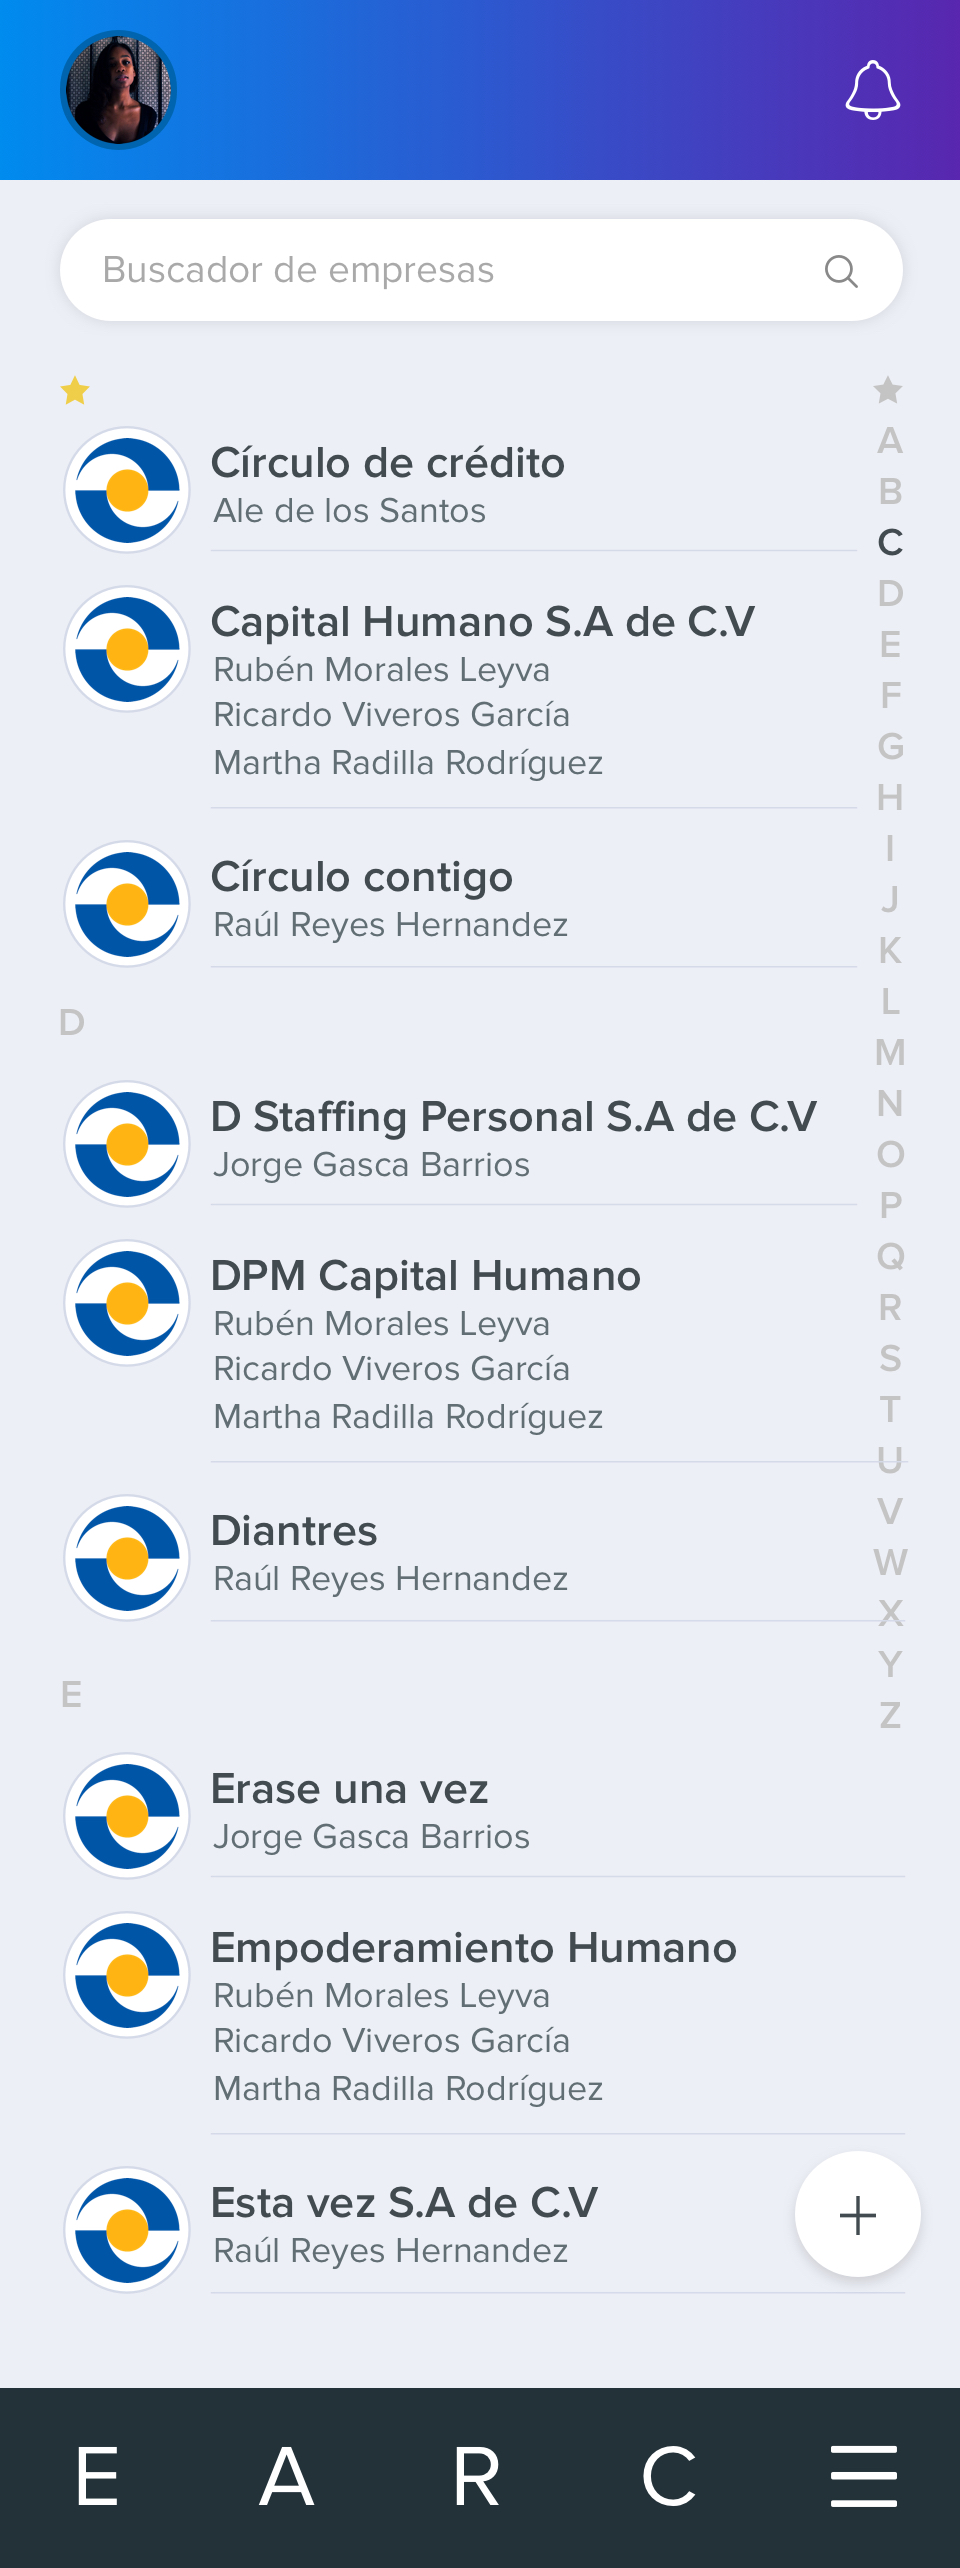 Buscador de empresas
Círculo de crédito
Ale de los Santos
Capital Humano S.A de C.V
Rubén Morales Leyva
Ricardo Viveros García
Martha Radilla Rodríguez
Círculo contigo
Raúl Reyes Hernandez
D
D Staffing Personal S.A de C.V
Jorge Gasca Barrios
DPM Capital Humano
Rubén Morales Leyva
Ricardo Viveros García
Martha Radilla Rodríguez
Diantres
Raúl Reyes Hernandez
E
Erase una vez
Jorge Gasca Barrios
Empoderamiento Humano
Rubén Morales Leyva
Ricardo Viveros García
Martha Radilla Rodríguez
Esta vez S.A de C.V
Raúl Reyes Hernandez
A
B
C
D
E
F
G
H
I
J
K
L
M
N
O
P
Q
R
S
T
U
V
W
X
Y
Z
E A R C